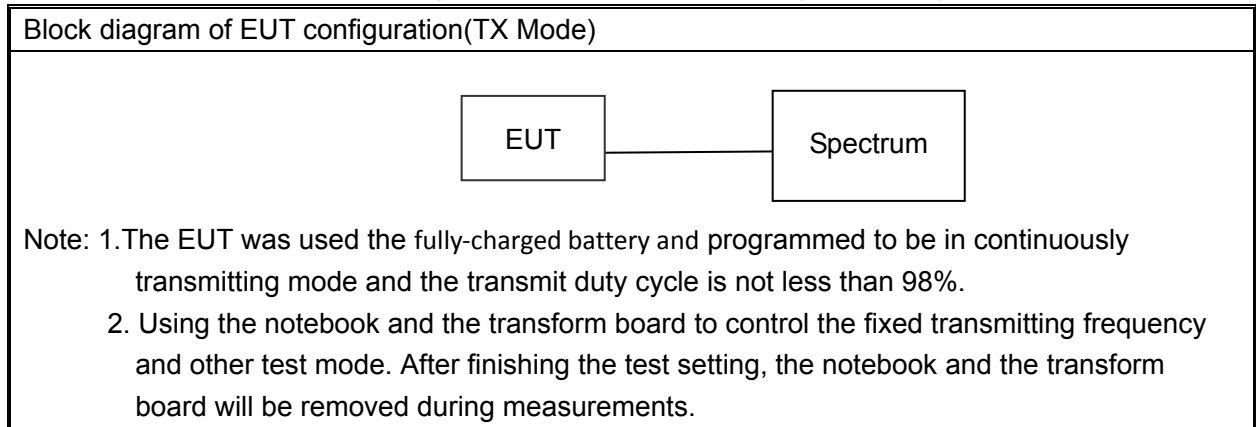 Block diagram of EUT configuration(TX Mode)
EUT
Spectrum
Note: 1.The EUT was used the fully-charged battery and programmed to be in continuously
transmitting mode and the transmit duty cycle is not less than 98%.
2. Using the notebook and the transform board to control the fixed transmitting frequency
and other test mode. After finishing the test setting, the notebook and the transform
board will be removed during measurements.